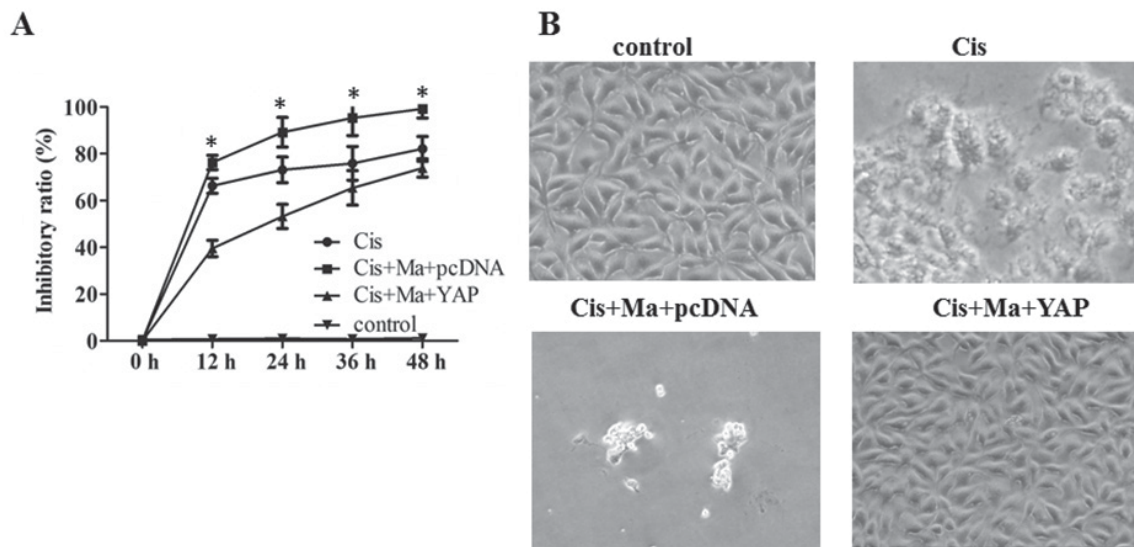 A
Inhibitory ratio (%)
100
80
60
40
20
0
*
*
*
*
Cis
Cis+Ma+pcDNA
Cis+Ma+YAP
control
0 h
12 h
24 h
36 h
48 h
B
control
Cis
Cis+Ma+pcDNA
Cis+Ma+YAP